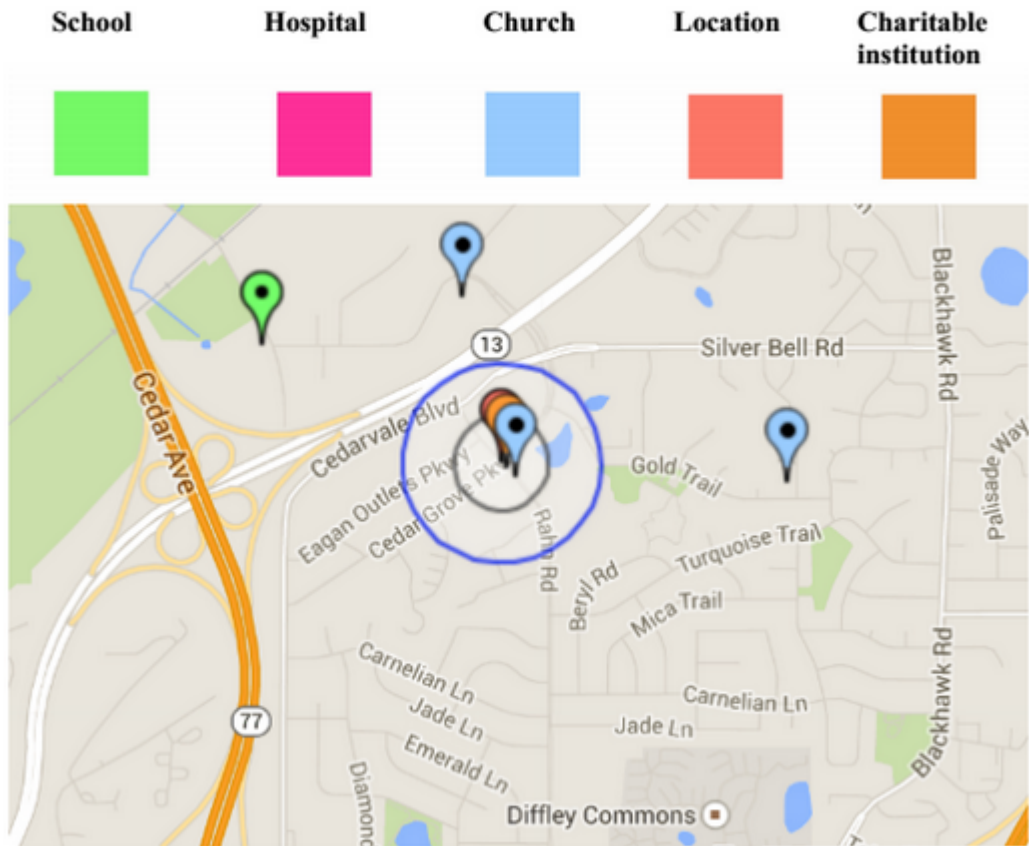 School Hospital Church Location Charitable institution
13
Silver Bell Rd
Blackhawk Rd
Cedar Ave
Cedarvale Blvd
Gold Trail
Palisade Way
Eagan Outlets Pkwy
Cedar Grove
Rahn Rd
Turquoise Trail
Beryl Rd
Mica Trail
Carnelian Ln
Carnelian Ln
Jade Ln
Jade Ln
77
Blackhawk Rd
Emerald Ln
Diffley Commons